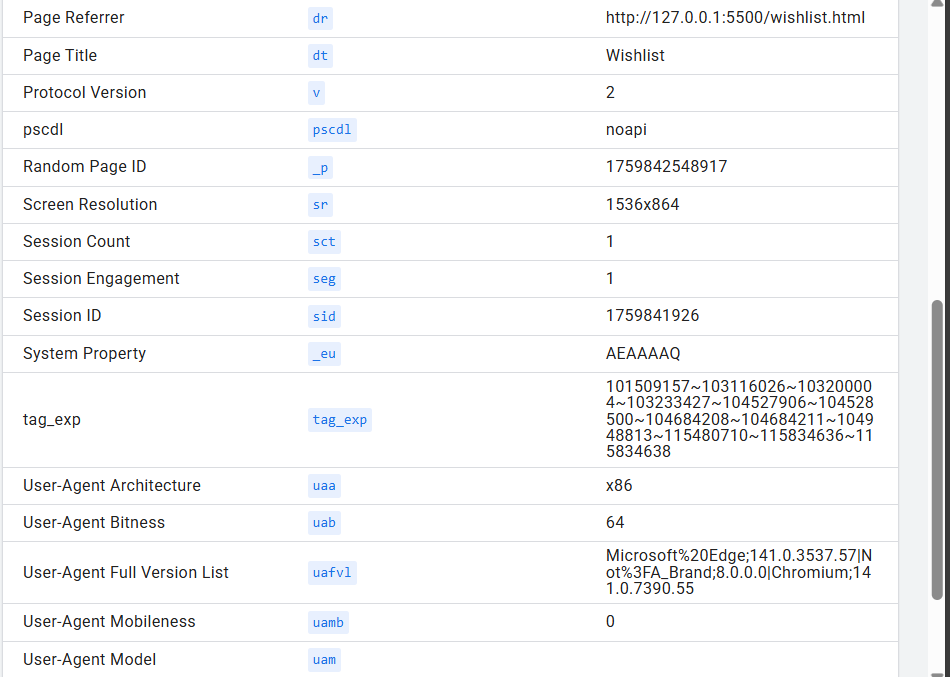 Page Referrer dr http://127.0.0.1:5500/wishlist.html
Page Title dt Wishlist
Protocol Version v 2
pscdl pscdl noapi
Random Page ID _p 1759842548917
Screen Resolution sr 1536x864
Session Count sct 1
Session Engagement seg 1
Session ID sid 1759841926
System Property _eu AEAAAAQ
tag_exp tag_exp 101509157~103116026~10320000
4~103233427~104527906~104528
500~104684208~104684211~1049
48813~115480710~115834636~11
5834638
User-Agent Architecture uaa x86
User-Agent Bitness uab 64
User-Agent Full Version List uafvl Microsoft%20Edge;141.0.3537.57|N
ot%3FA_Brand;8.0.0.0|Chromium;14
1.0.7390.55
User-Agent Mobileness uamb 0
User-Agent Model uam